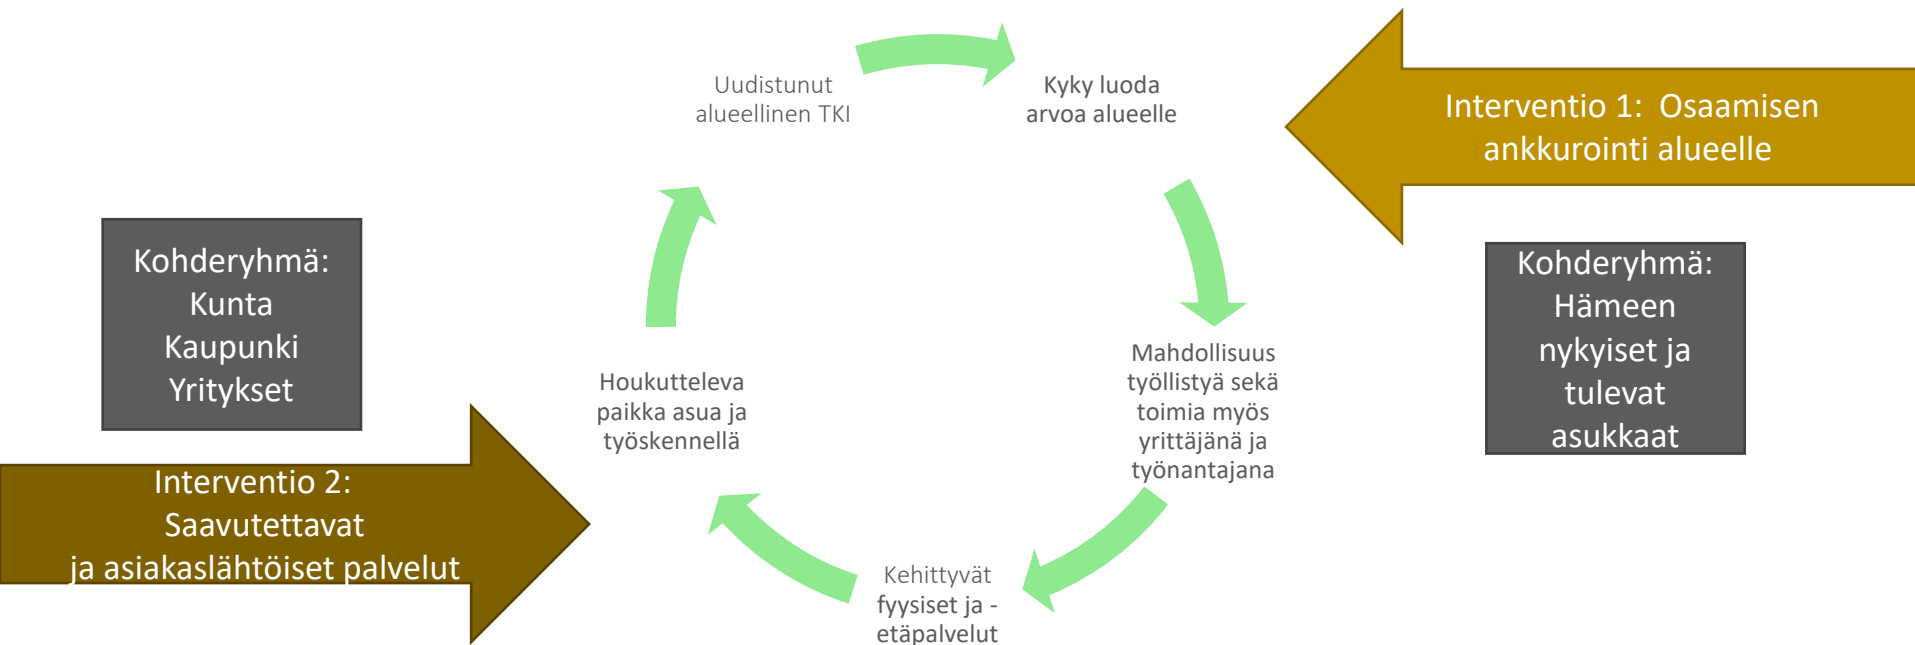 Uudistunut
alueellinen TKI
Kyky luoda
arvoa alueelle
Interventio 1:  Osaamisen
ankkurointi alueelle
Kohderyhmä:
Kunta
Kaupunki
Yritykset
Kohderyhmä:
Hämeen
nykyiset ja
tulevat
asukkaat
Mahdollisuus
työllistyä sekä
toimia myös
yrittäjänä ja
työnantajana
Houkutteleva
paikka asua ja
työskennellä
Interventio 2:
Saavutettavat
ja asiakaslähtöiset palvelut
Kehittyvät
fyysiset ja -
etäpalvelut